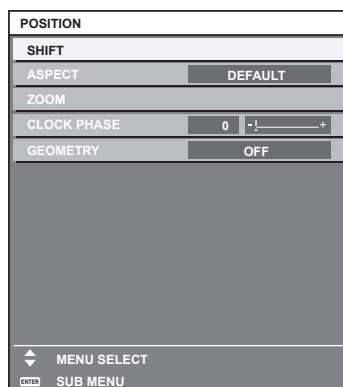 POSITION
SHIFT
ASPECT DEFAULT
ZOOM
CLOCK PHASE 0 - +
GEOMETRY OFF
MENU SELECT
ENTER SUB MENU